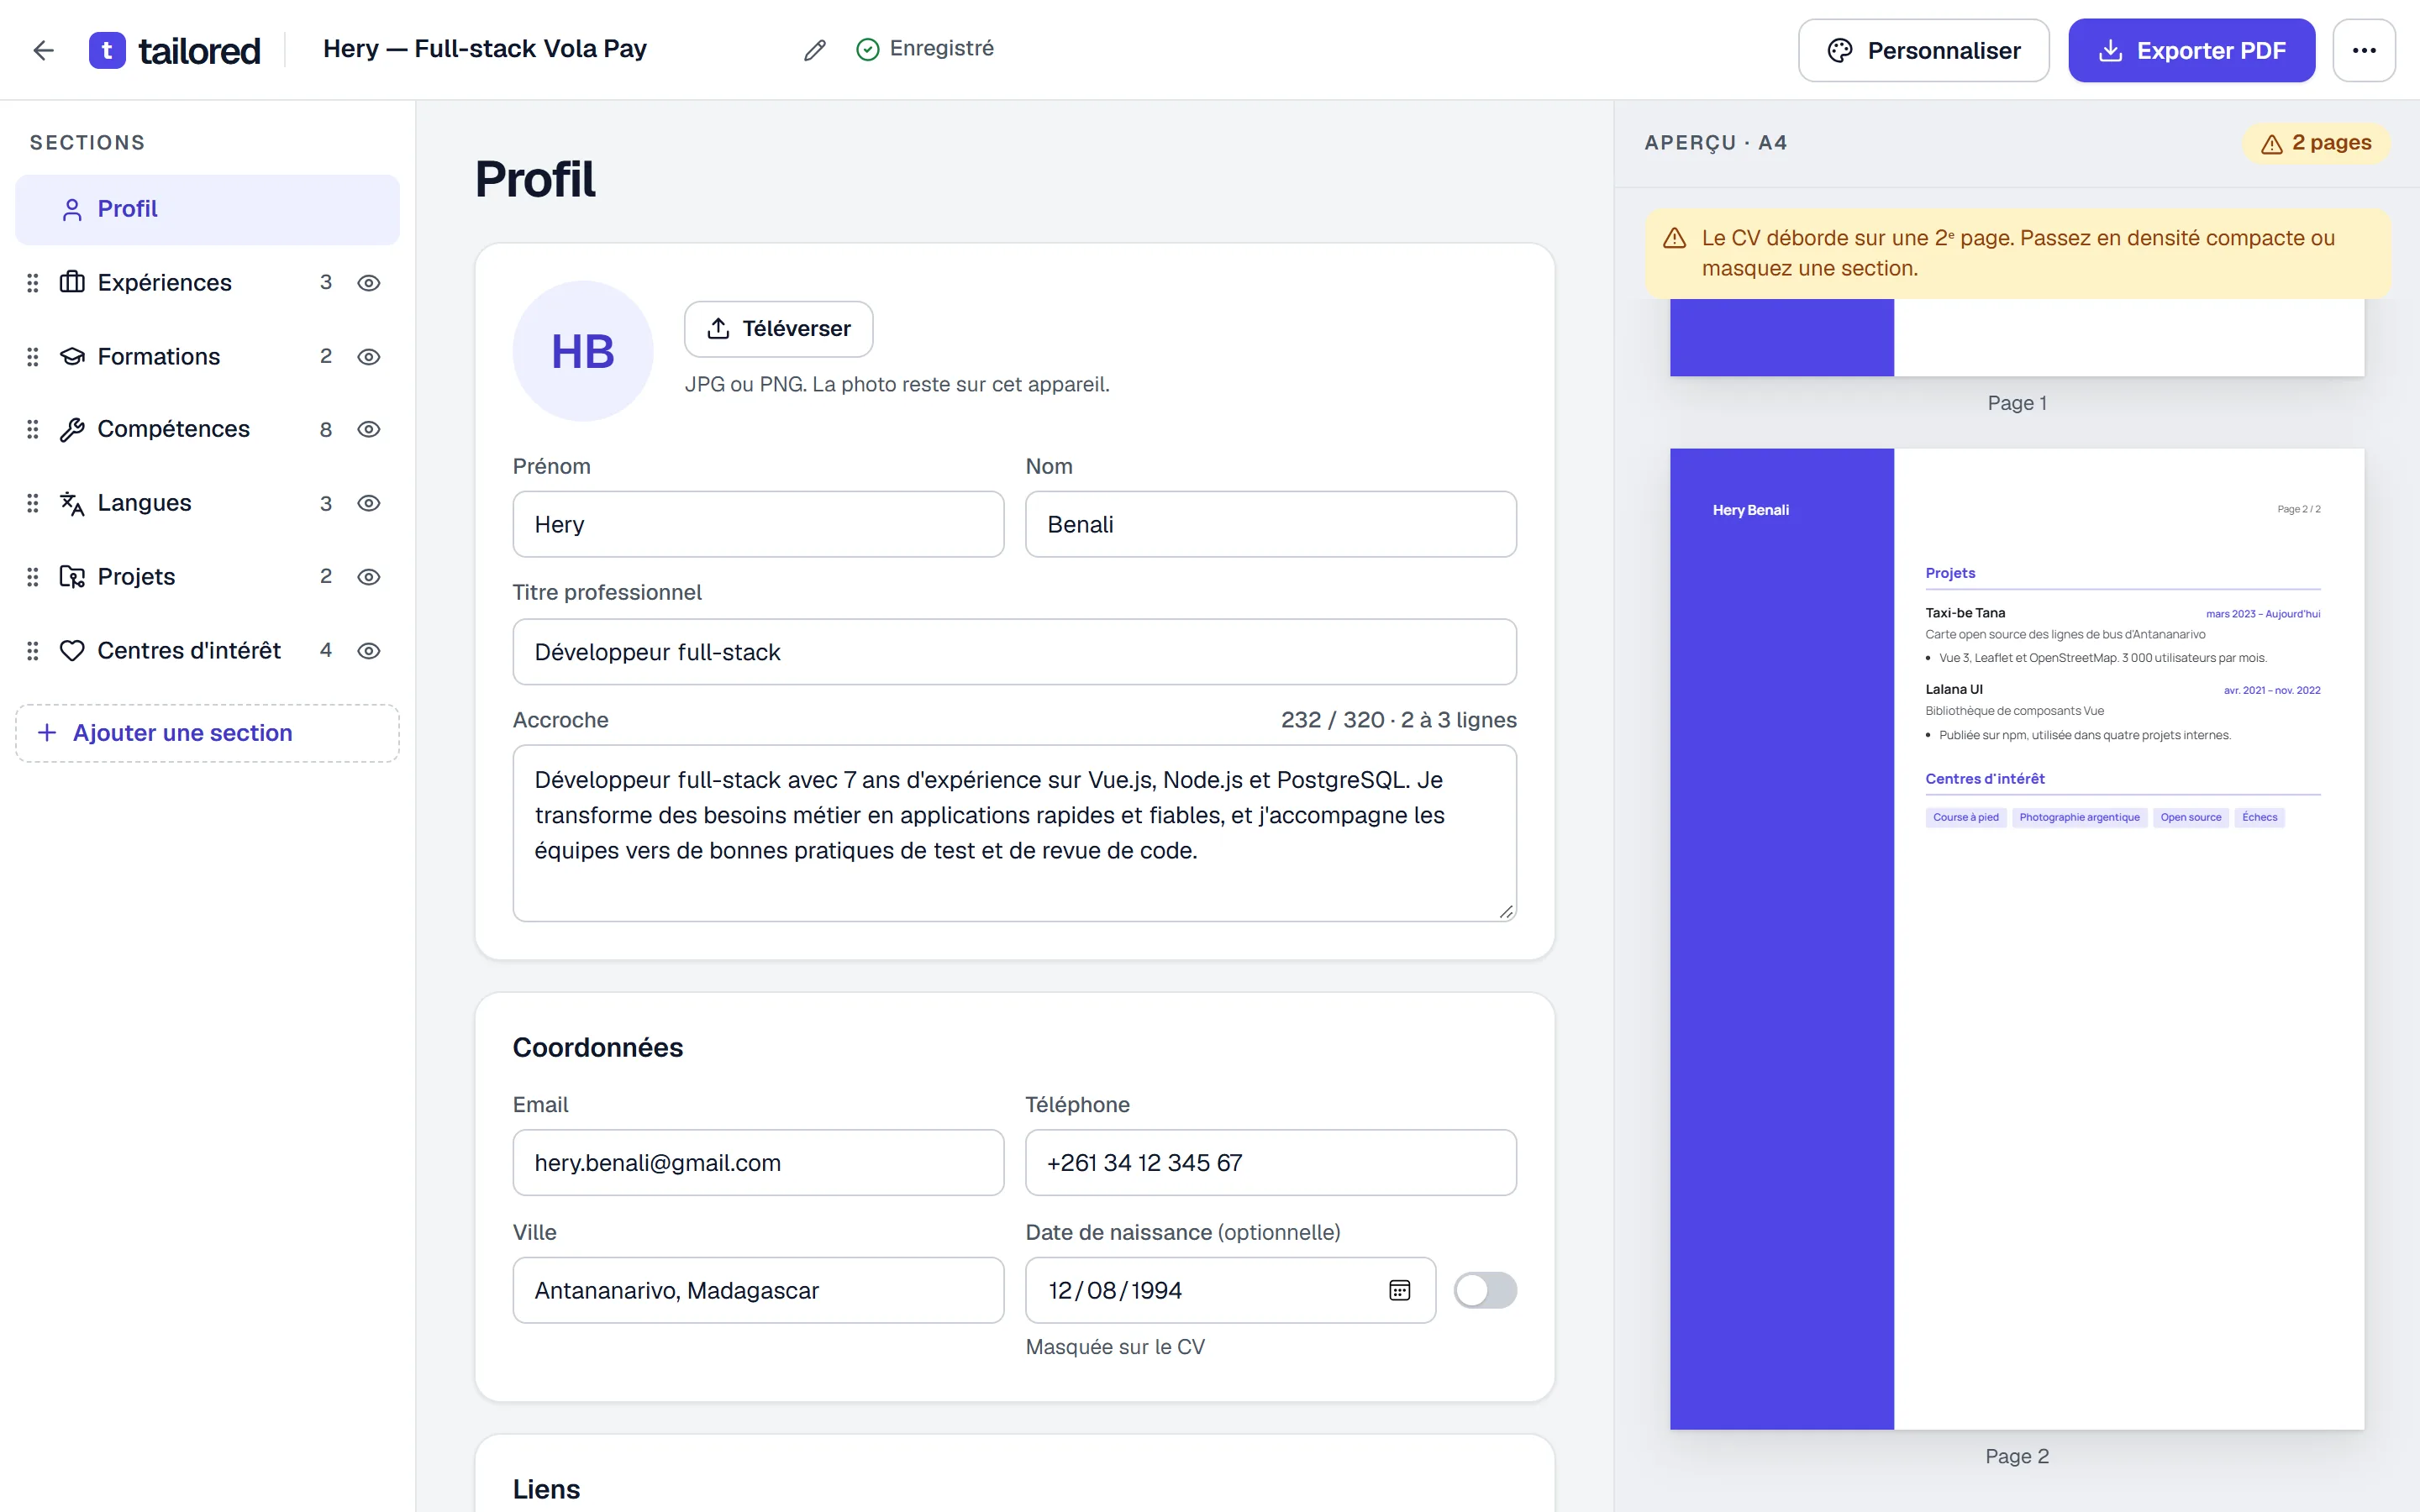 tailored
Hery — Full-stack Vola Pay
Enregistré
Personnaliser
Exporter PDF
SECTIONS
Profil
Expériences 3
Formations 2
Compétences 8
Langues 3
Projets 2
Centres d'intérêt 4
Ajouter une section
Profil
HB
Téléverser
JPG ou PNG. La photo reste sur cet appareil.
Prénom
Nom
Hery
Benali
Titre professionnel
Développeur full-stack
Accroche
232 / 320 · 2 à 3 lignes
Développeur full-stack avec 7 ans d'expérience sur Vue.js, Node.js et PostgreSQL. Je
transforme des besoins métier en applications rapides et fiables, et j'accompagne les
équipes vers de bonnes pratiques de test et de revue de code.
Coordonnées
Email
Téléphone
hery.benali@gmail.com
+261 34 12 345 67
Ville
Date de naissance (optionnelle)
Antananarivo, Madagascar
12/08/1994
Masquée sur le CV
Liens
APERÇU · A4
2 pages
Le CV déborde sur une 2ᵉ page. Passez en densité compacte ou
masquez une section.
Page 1
Hery Benali
Page 2 / 2
Projets
Taxi-be Tana
mars 2023 – Aujourd'hui
Carte open source des lignes de bus d'Antananarivo
• Vue 3, Leaflet et OpenStreetMap. 3 000 utilisateurs par mois.
Lalana UI
avr. 2021 – nov. 2022
Bibliothèque de composants Vue
• Publiée sur npm, utilisée dans quatre projets internes.
Centres d'intérêt
Course à pied
Photographie argentique
Open source
Échecs
Page 2